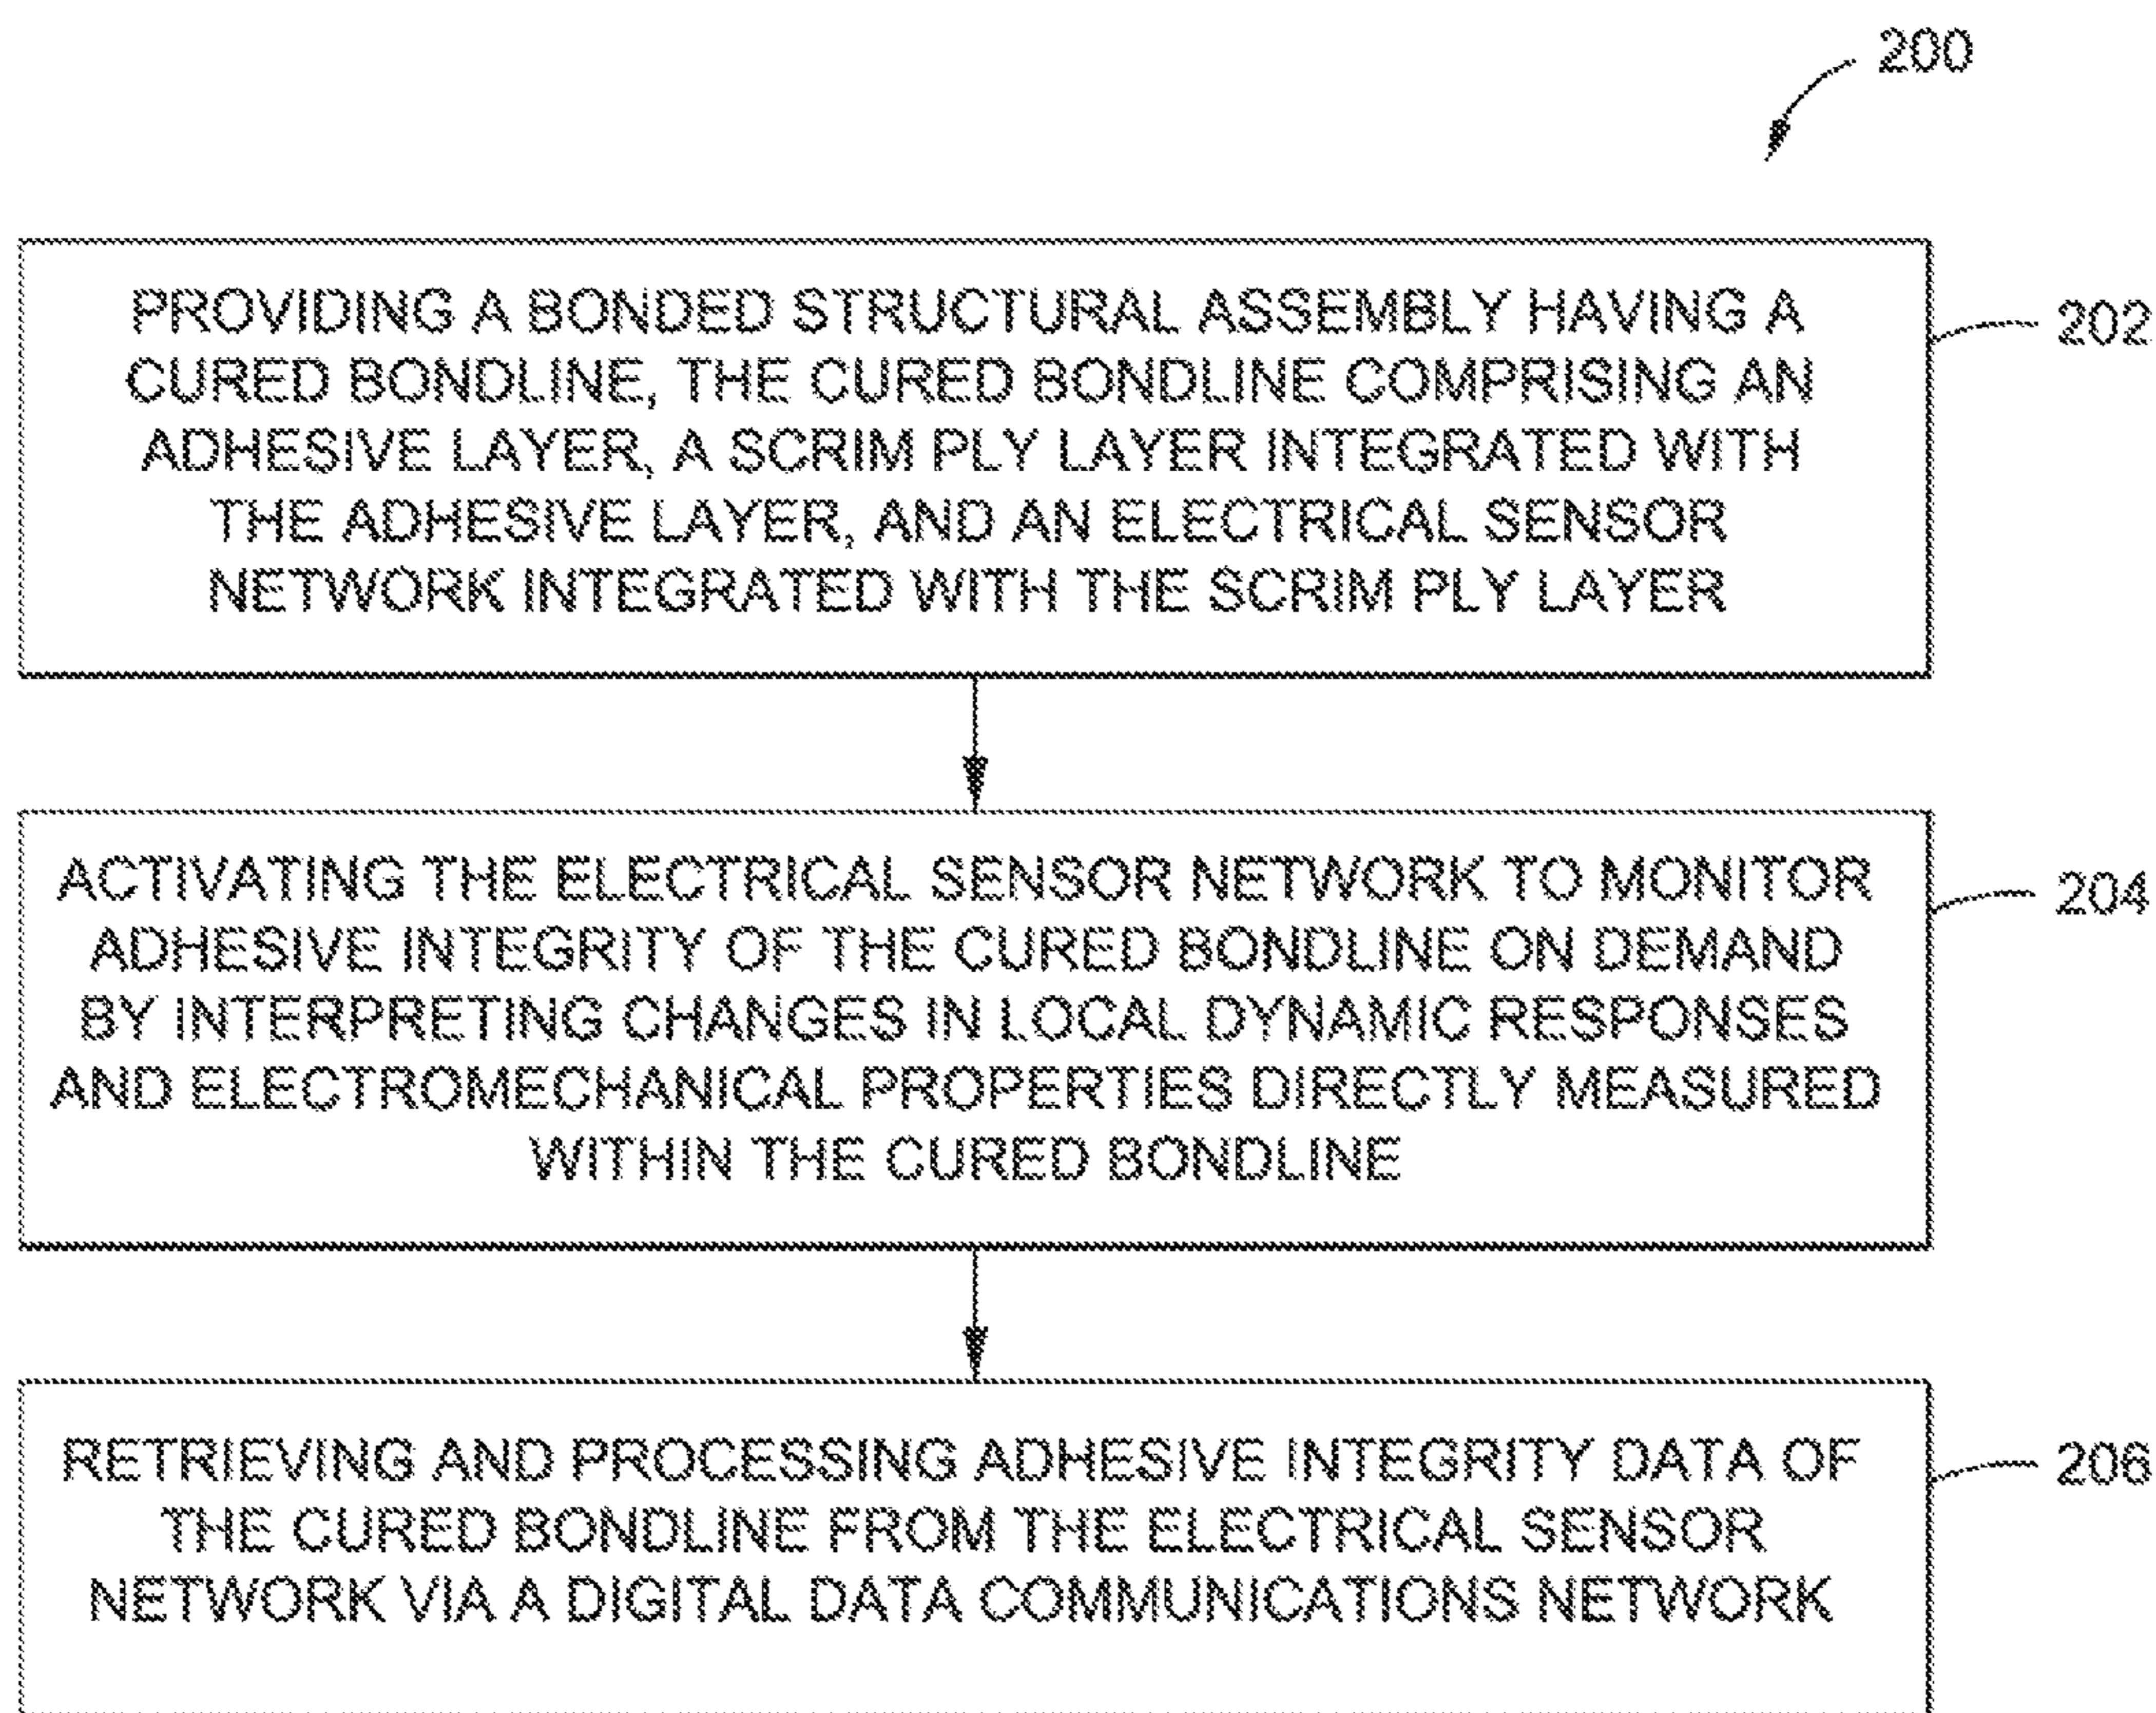 200
PROVIDING A BONDED STRUCTURAL ASSEMBLY HAVING A
CURED BONDLINE, THE CURED BONDLINE COMPRISING AN
ADHESIVE LAYER, A SCRIM PLY LAYER INTEGRATED WITH
THE ADHESIVE LAYER, AND AN ELECTRICAL SENSOR
NETWORK INTEGRATED WITH THE SCRIM PLY LAYER
202
ACTIVATING THE ELECTRICAL SENSOR NETWORK TO MONITOR
ADHESIVE INTEGRITY OF THE CURED BONDLINE ON DEMAND
BY INTERPRETING CHANGES IN LOCAL DYNAMIC RESPONSES
AND ELECTROMECHANICAL PROPERTIES DIRECTLY MEASURED
WITHIN THE CURED BONDLINE
204
RETRIEVING AND PROCESSING ADHESIVE INTEGRITY DATA OF
THE CURED BONDLINE FROM THE ELECTRICAL SENSOR
NETWORK VIA A DIGITAL DATA COMMUNICATIONS NETWORK
206